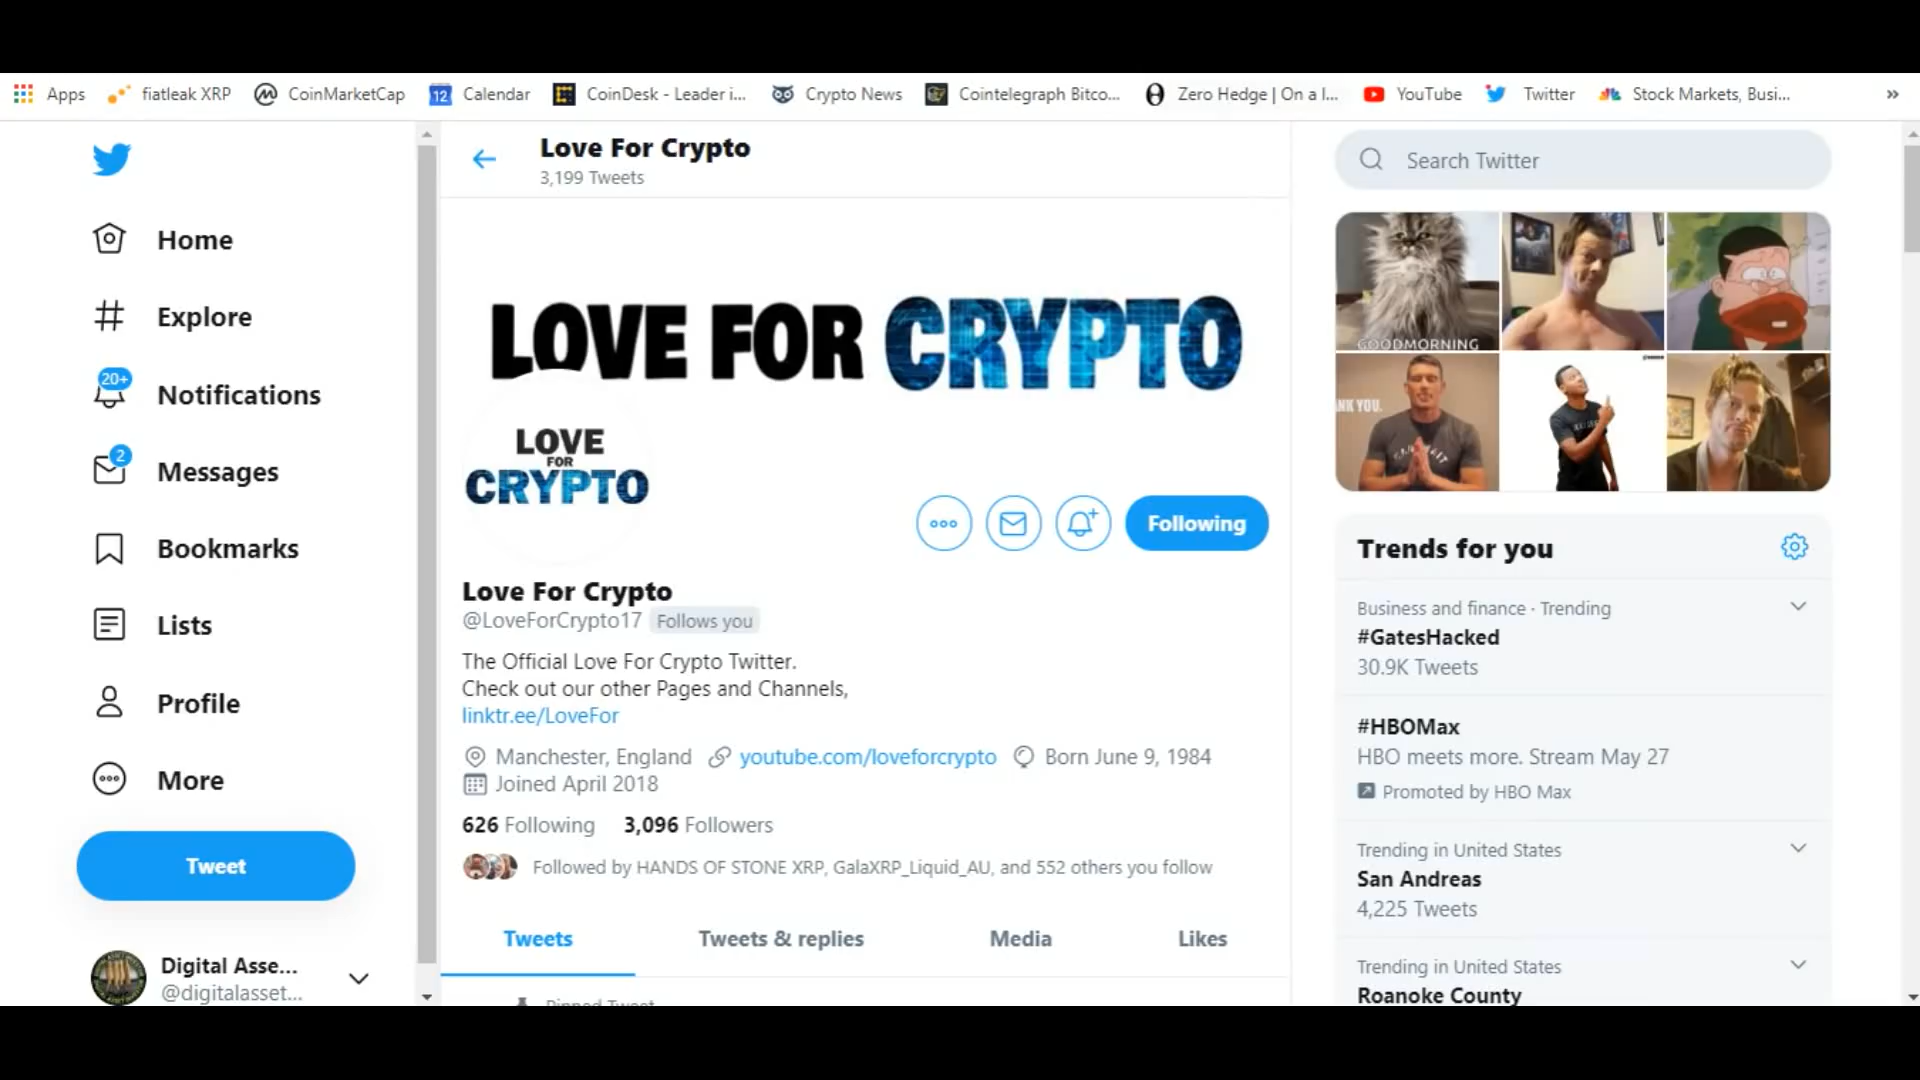 Apps
fiatleak XRP
CoinMarketCap
12
Calendar
CoinDesk - Leader i...
Crypto News
Cointelegraph Bitco...
Zero Hedge | On a l...
YouTube
Twitter
Stock Markets, Busi...
»
Home
Explore
20+
Notifications
2
Messages
Bookmarks
Lists
Profile
More
Tweet
Digital Asse...
@digitalasset...
Love For Crypto
3,199 Tweets
LOVE FOR CRYPTO
LOVE
FOR
CRYPTO
Following
Love For Crypto
@LoveForCrypto17 Follows you
The Official Love For Crypto Twitter.
Check out our other Pages and Channels,
linktr.ee/LoveFor
Manchester, England youtube.com/loveforcrypto Born June 9, 1984
Joined April 2018
626 Following 3,096 Followers
Followed by HANDS OF STONE XRP, GalaXRP_Liquid_AU, and 552 others you follow
Tweets
Tweets & replies
Media
Likes
Pinned Tweet
Search Twitter
GOODMORNING
ANK YOU.
Trends for you
Business and finance · Trending
#GatesHacked
30.9K Tweets
#HBOMax
HBO meets more. Stream May 27
Promoted by HBO Max
Trending in United States
San Andreas
4,225 Tweets
Trending in United States
Roanoke County